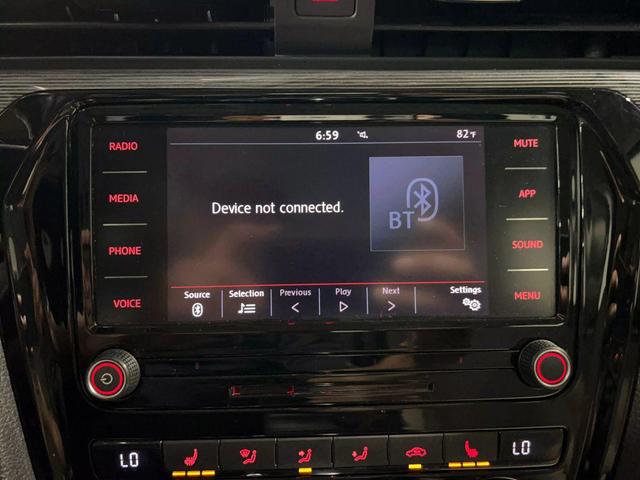 6:59 82°F
RADIO
MEDIA
PHONE
VOICE
Device not connected.
BT
MUTE
APP
SOUND
MENU
Source Selection Previous Play Next Settings
LO LO